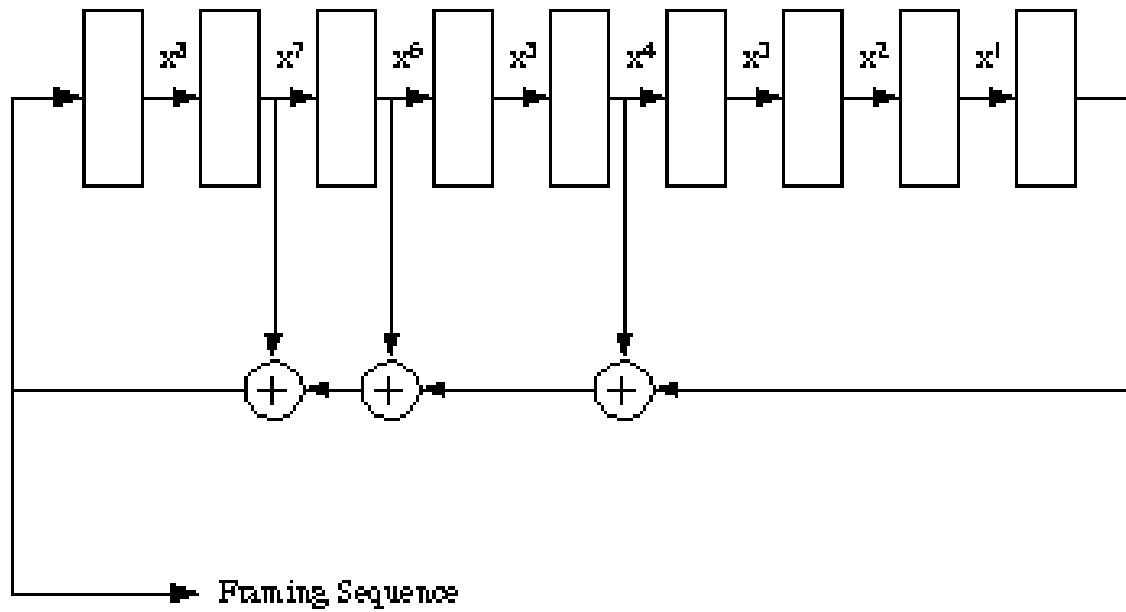 x⁸ x⁷ x⁶ x⁵ x⁴ x³ x² x¹
+ + +
Framing Sequence